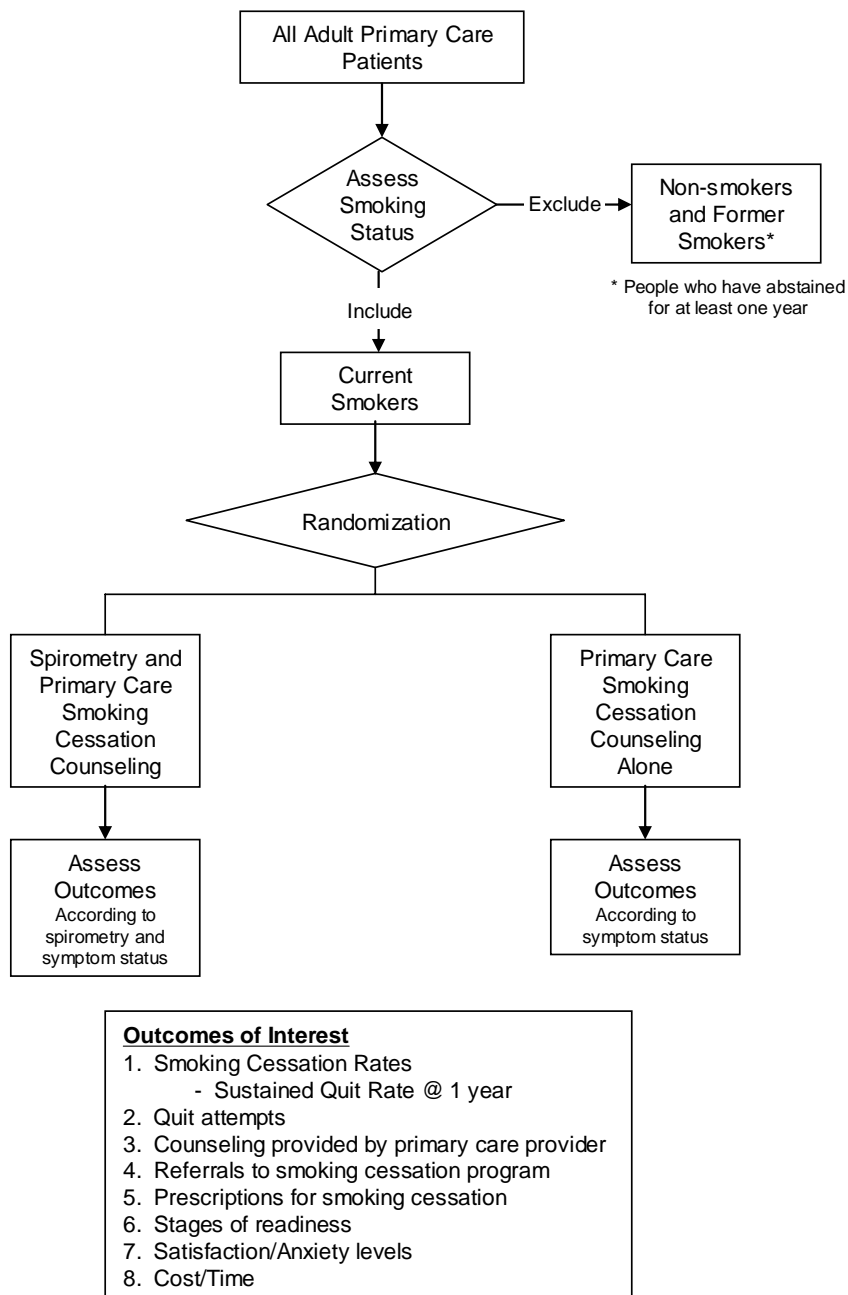 All Adult Primary Care
Patients
Assess
Smoking
Status
Exclude
Non-smokers
and Former
Smokers*
* People who have abstained
for at least one year
Include
Current
Smokers
Randomization
Spirometry and
Primary Care
Smoking
Cessation
Counseling
Primary Care
Smoking
Cessation
Counseling
Alone
Assess
Outcomes
According to
spirometry and
symptom status
Assess
Outcomes
According to
symptom status
Outcomes of Interest
1. Smoking Cessation Rates
- Sustained Quit Rate @ 1 year
2. Quit attempts
3. Counseling provided by primary care provider
4. Referrals to smoking cessation program
5. Prescriptions for smoking cessation
6. Stages of readiness
7. Satisfaction/Anxiety levels
8. Cost/Time